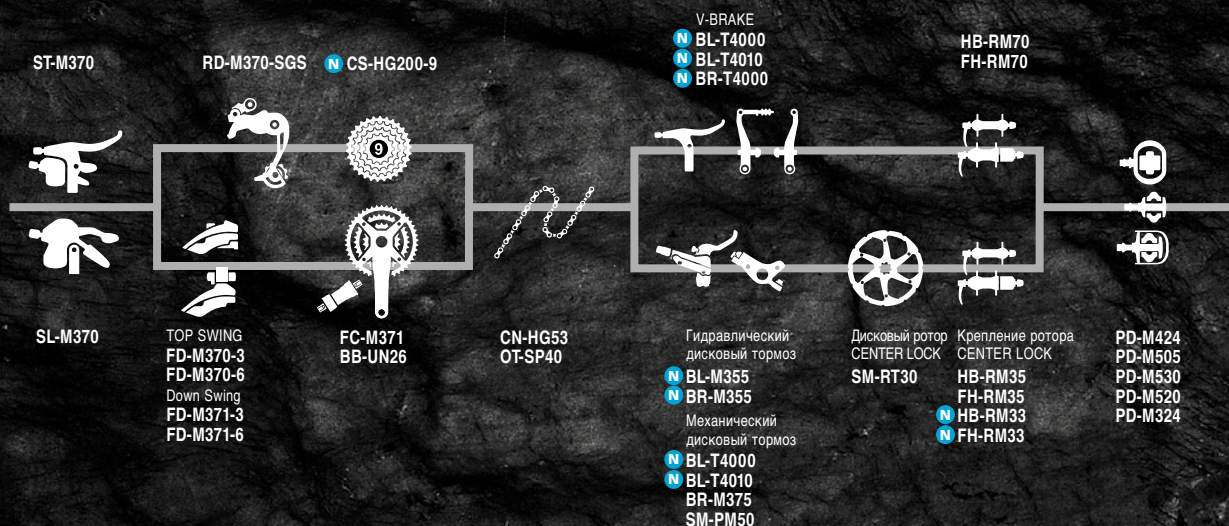 ST-M370
RD-M370-SGS
N CS-HG200-9
9
V-BRAKE
N BL-T4000
N BL-T4010
N BR-T4000
HB-RM70
FH-RM70
SL-M370
TOP SWING
FD-M370-3
FD-M370-6
Down Swing
FD-M371-3
FD-M371-6
FC-M371
BB-UN26
CN-HG53
OT-SP40
Гидравлический
дисковый тормоз
N BL-M355
N BR-M355
Механический
дисковый тормоз
N BL-T4000
N BL-T4010
BR-M375
SM-PM50
Дисковый ротор
CENTER LOCK
SM-RT30
Крепление ротора
CENTER LOCK
HB-RM35
FH-RM35
N HB-RM33
N FH-RM33
PD-M424
PD-M505
PD-M530
PD-M520
PD-M324